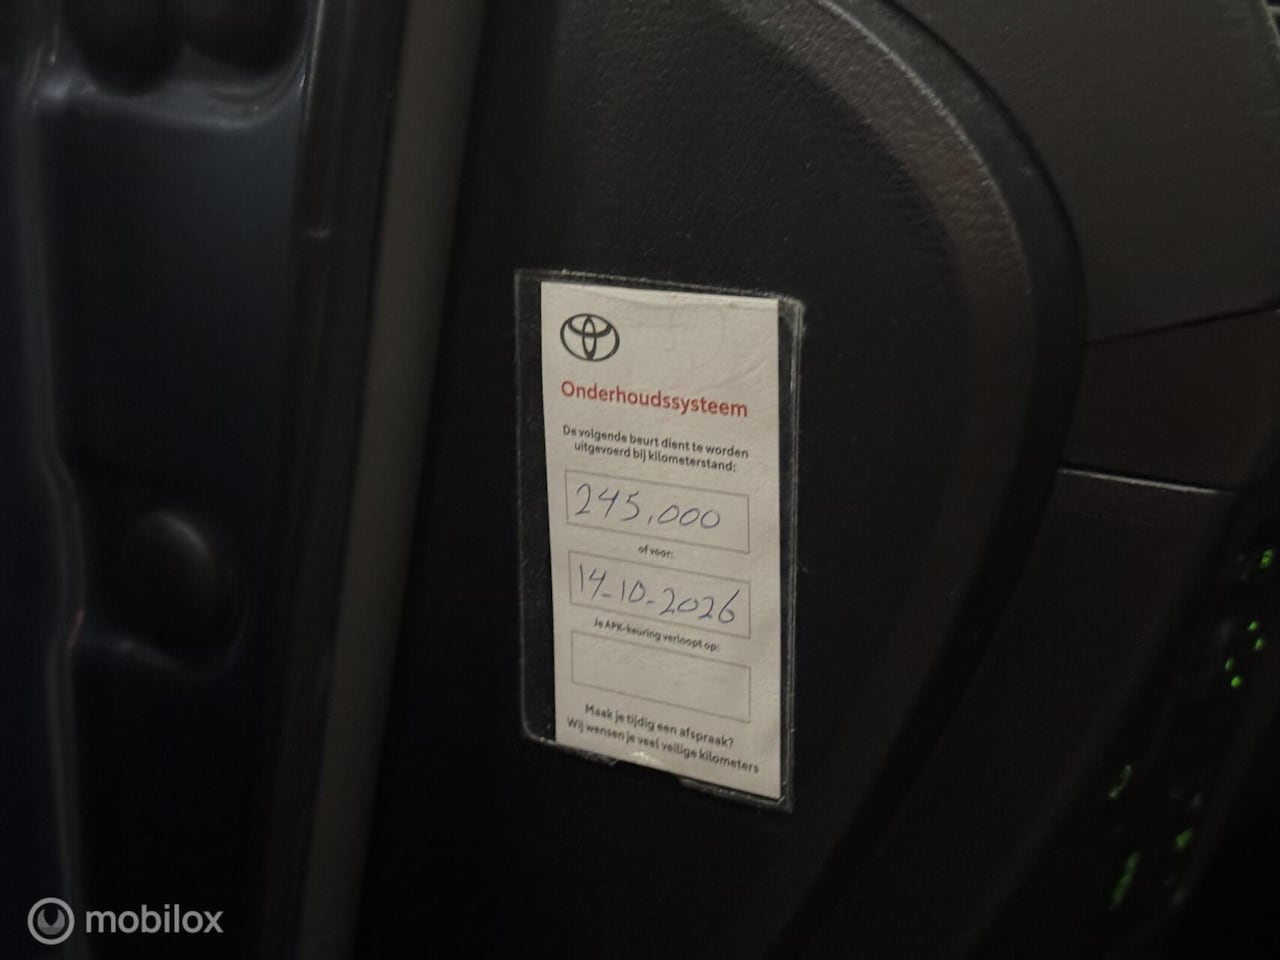 Onderhoudssysteem
De volgende beurt dient te worden
uitgevoerd bij kilometerstand:
245,000
of voor:
14-10-2026
Je APK-keuring verloopt op:
Maak je tijdig een afspraak?
Wij wensen je veel veilige kilometers
mobilox